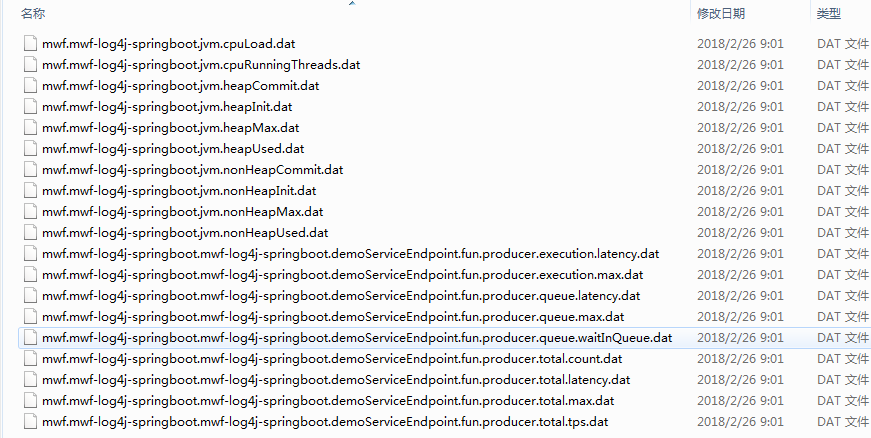 名称 修改日期 类型
mwf.mwf-log4j-springboot.jvm.cpuLoad.dat 2018/2/26 9:01 DAT 文件
mwf.mwf-log4j-springboot.jvm.cpuRunningThreads.dat 2018/2/26 9:01 DAT 文件
mwf.mwf-log4j-springboot.jvm.heapCommit.dat 2018/2/26 9:01 DAT 文件
mwf.mwf-log4j-springboot.jvm.heapInit.dat 2018/2/26 9:01 DAT 文件
mwf.mwf-log4j-springboot.jvm.heapMax.dat 2018/2/26 9:01 DAT 文件
mwf.mwf-log4j-springboot.jvm.heapUsed.dat 2018/2/26 9:01 DAT 文件
mwf.mwf-log4j-springboot.jvm.nonHeapCommit.dat 2018/2/26 9:01 DAT 文件
mwf.mwf-log4j-springboot.jvm.nonHeapInit.dat 2018/2/26 9:01 DAT 文件
mwf.mwf-log4j-springboot.jvm.nonHeapMax.dat 2018/2/26 9:01 DAT 文件
mwf.mwf-log4j-springboot.jvm.nonHeapUsed.dat 2018/2/26 9:01 DAT 文件
mwf.mwf-log4j-springboot.mwf-log4j-springboot.demoServiceEndpoint.fun.producer.execution.latency.dat 2018/2/26 9:01 DAT 文件
mwf.mwf-log4j-springboot.mwf-log4j-springboot.demoServiceEndpoint.fun.producer.execution.max.dat 2018/2/26 9:01 DAT 文件
mwf.mwf-log4j-springboot.mwf-log4j-springboot.demoServiceEndpoint.fun.producer.queue.latency.dat 2018/2/26 9:01 DAT 文件
mwf.mwf-log4j-springboot.mwf-log4j-springboot.demoServiceEndpoint.fun.producer.queue.max.dat 2018/2/26 9:01 DAT 文件
mwf.mwf-log4j-springboot.mwf-log4j-springboot.demoServiceEndpoint.fun.producer.queue.waitInQueue.dat 2018/2/26 9:01 DAT 文件
mwf.mwf-log4j-springboot.mwf-log4j-springboot.demoServiceEndpoint.fun.producer.total.count.dat 2018/2/26 9:01 DAT 文件
mwf.mwf-log4j-springboot.mwf-log4j-springboot.demoServiceEndpoint.fun.producer.total.latency.dat 2018/2/26 9:01 DAT 文件
mwf.mwf-log4j-springboot.mwf-log4j-springboot.demoServiceEndpoint.fun.producer.total.max.dat 2018/2/26 9:01 DAT 文件
mwf.mwf-log4j-springboot.mwf-log4j-springboot.demoServiceEndpoint.fun.producer.total.tps.dat 2018/2/26 9:01 DAT 文件